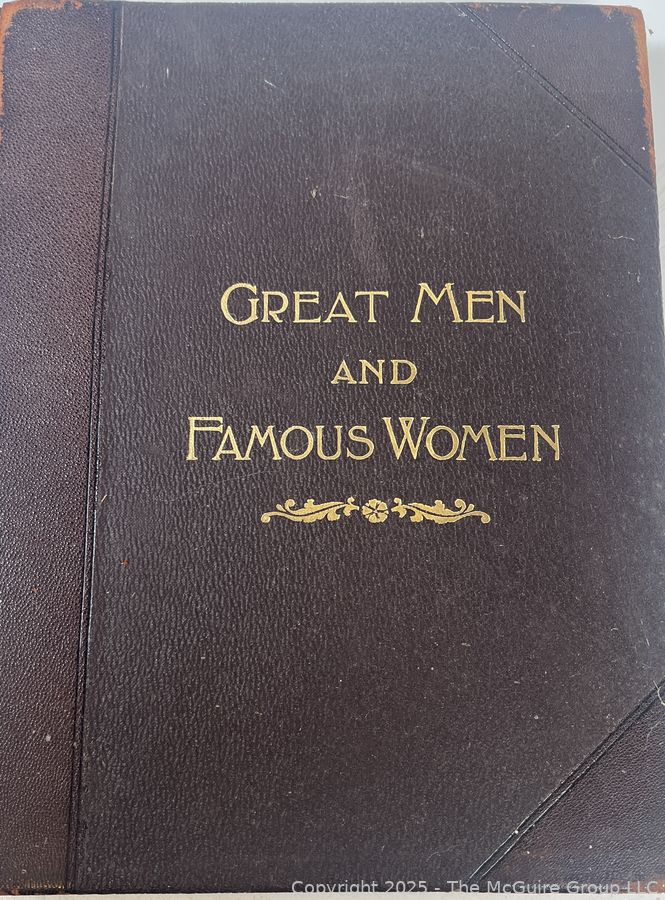 GREAT MEN
AND
FAMOUS WOMEN
Copyright 2025 - The McGuire Group LLC